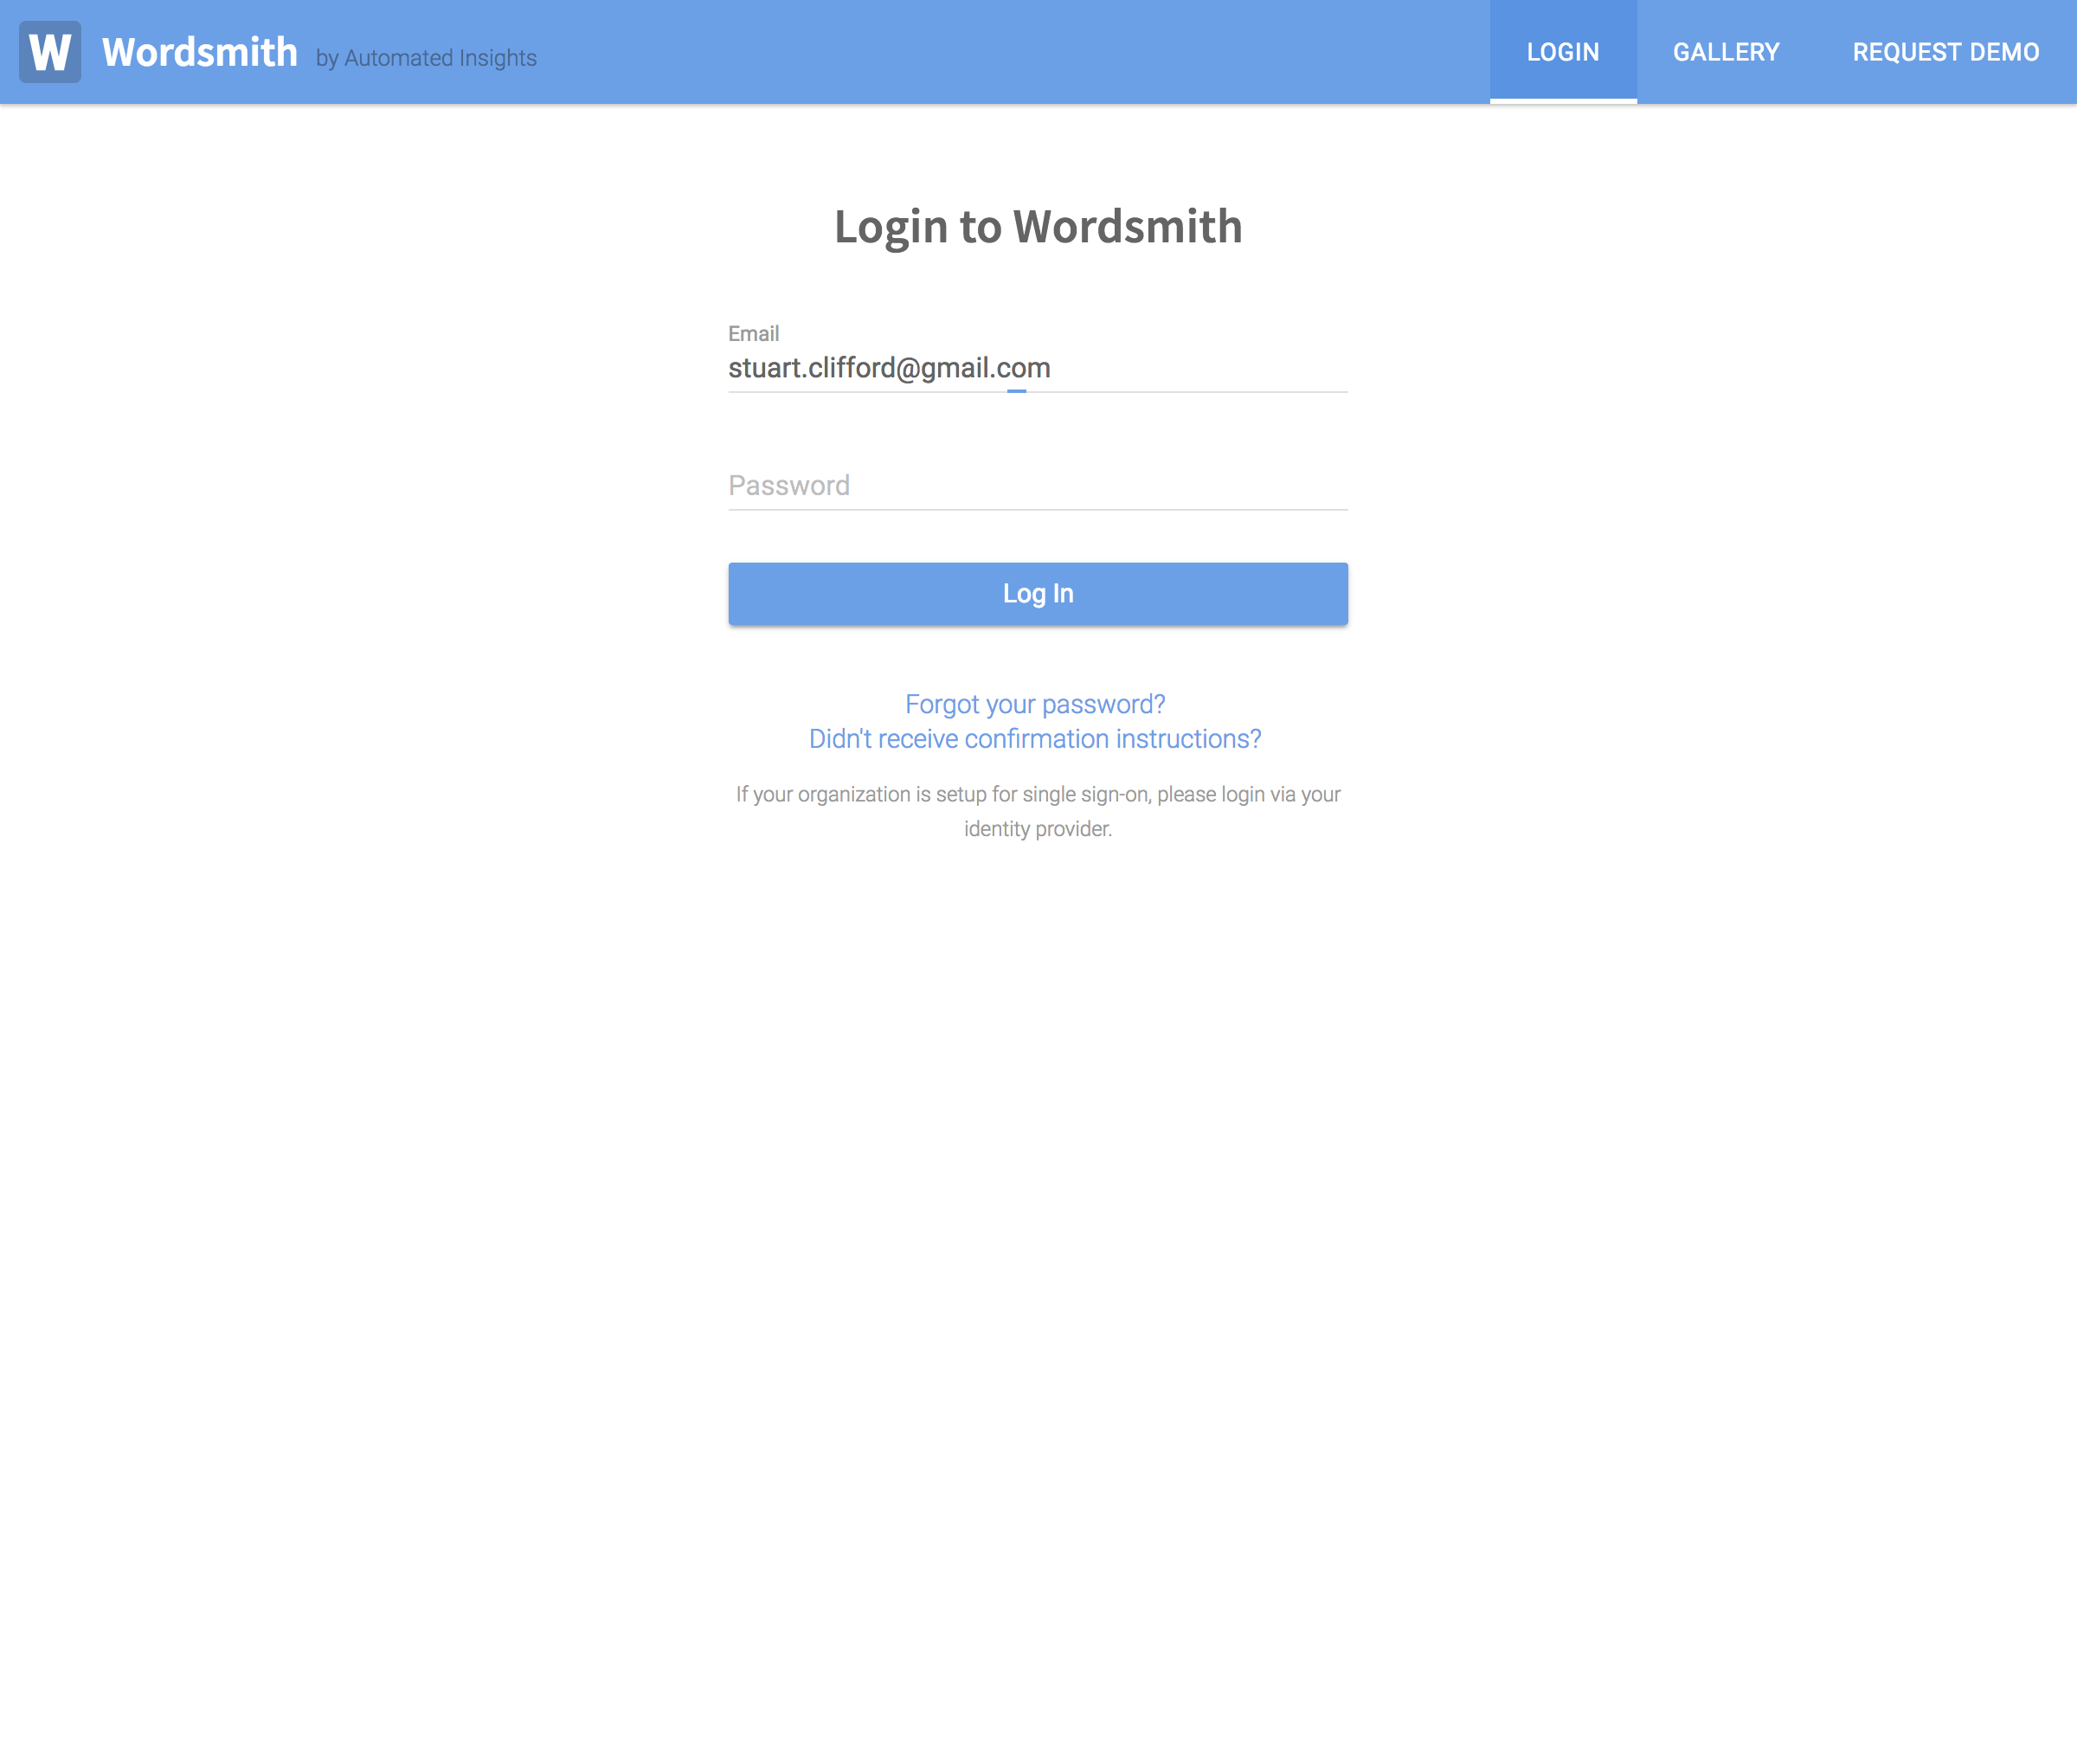 W Wordsmith by Automated Insights LOGIN GALLERY REQUEST DEMO
Login to Wordsmith
Email
stuart.clifford@gmail.com
Password
Log In
Forgot your password?
Didn't receive confirmation instructions?
If your organization is setup for single sign-on, please login via your
identity provider.